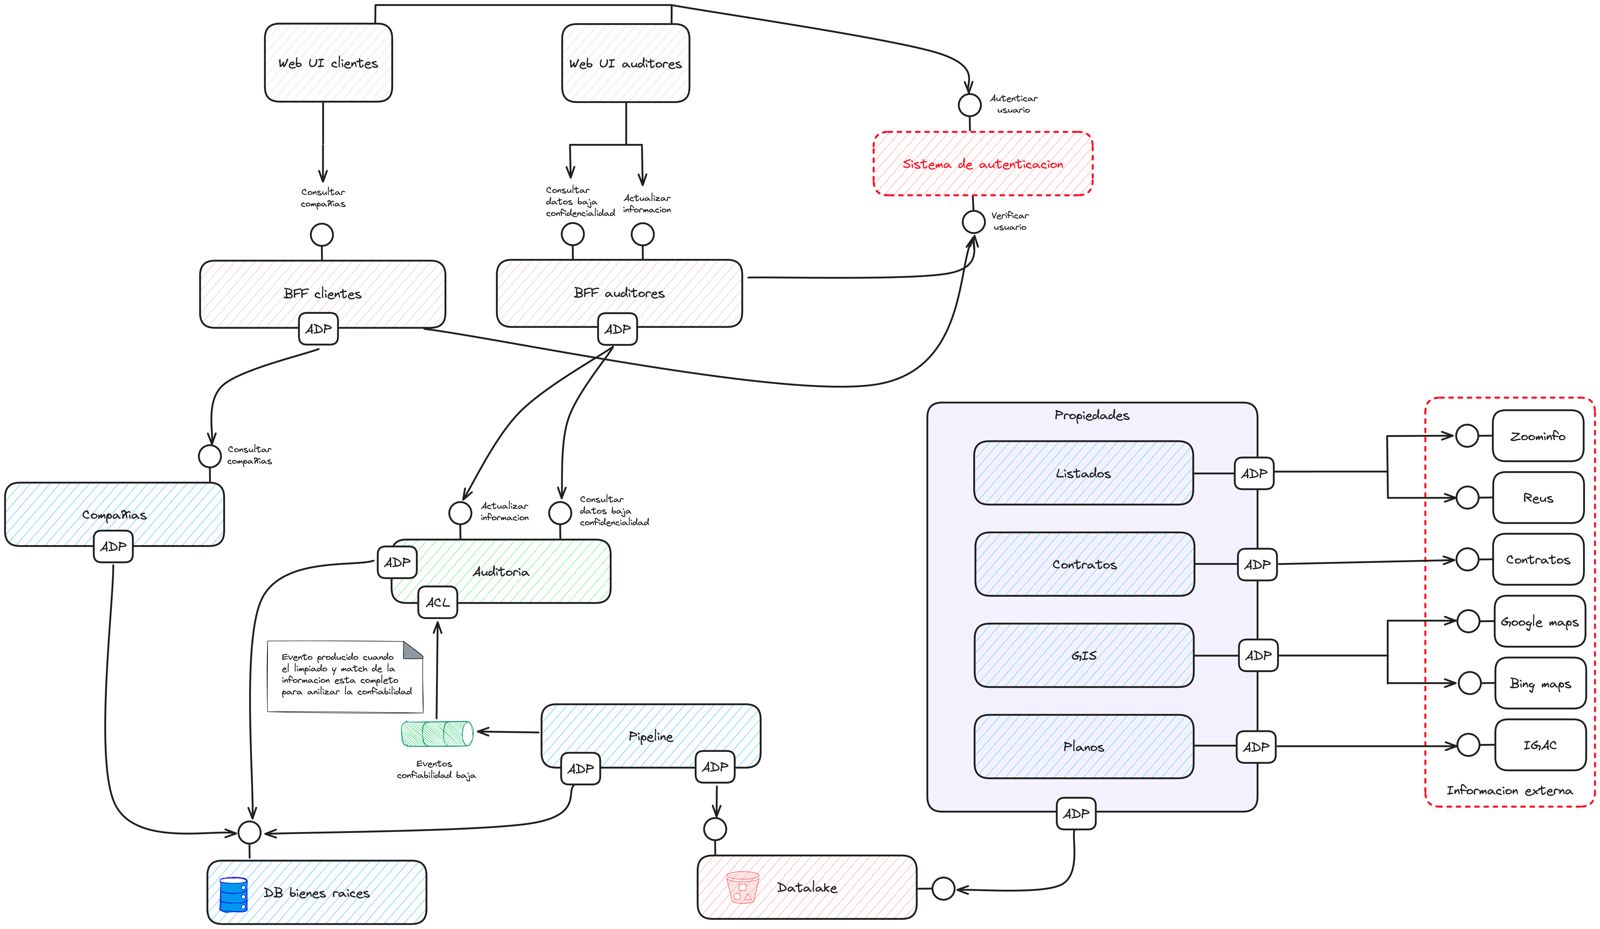 Web UI clientes
Web UI auditores
Autenticar
usuario
Sistema de autenticacion
Consultar
compañias
Consultar
datos baja
confidencialidad
Actualizar
informacion
Verificar
usuario
BFF clientes
ADP
BFF auditores
ADP
Consultar
compañias
Compañias
ADP
Actualizar
informacion
Consultar
datos baja
confidencialidad
ADP
Auditoria
ACL
Evento producido cuando
el limpiado y match de la
informacion esta completo
para anilizar la confiabilidad
Eventos
confiabilidad baja
Pipeline
ADP
ADP
DB bienes raices
Datalake
Propiedades
Listados
ADP
Contratos
ADP
GIS
ADP
Planos
ADP
ADP
Zoominfo
Reus
Contratos
Google maps
Bing maps
IGAC
Informacion externa